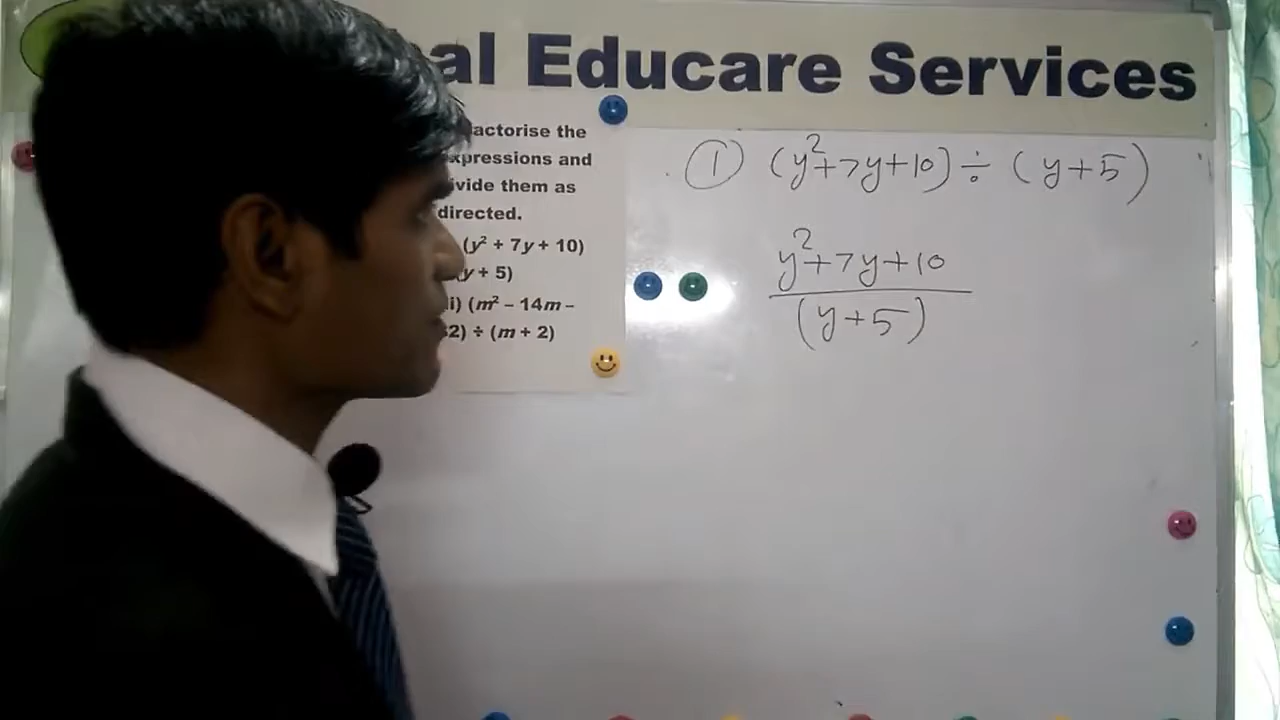 al Educare Services
actorise the
xpressions and
vide them as
directed.
(y² + 7y + 10)
y + 5)
i) (m² – 14m –
2) ÷ (m + 2)
① (y²+7y+10) ÷ (y+5)
y²+7y+10
(y+5)